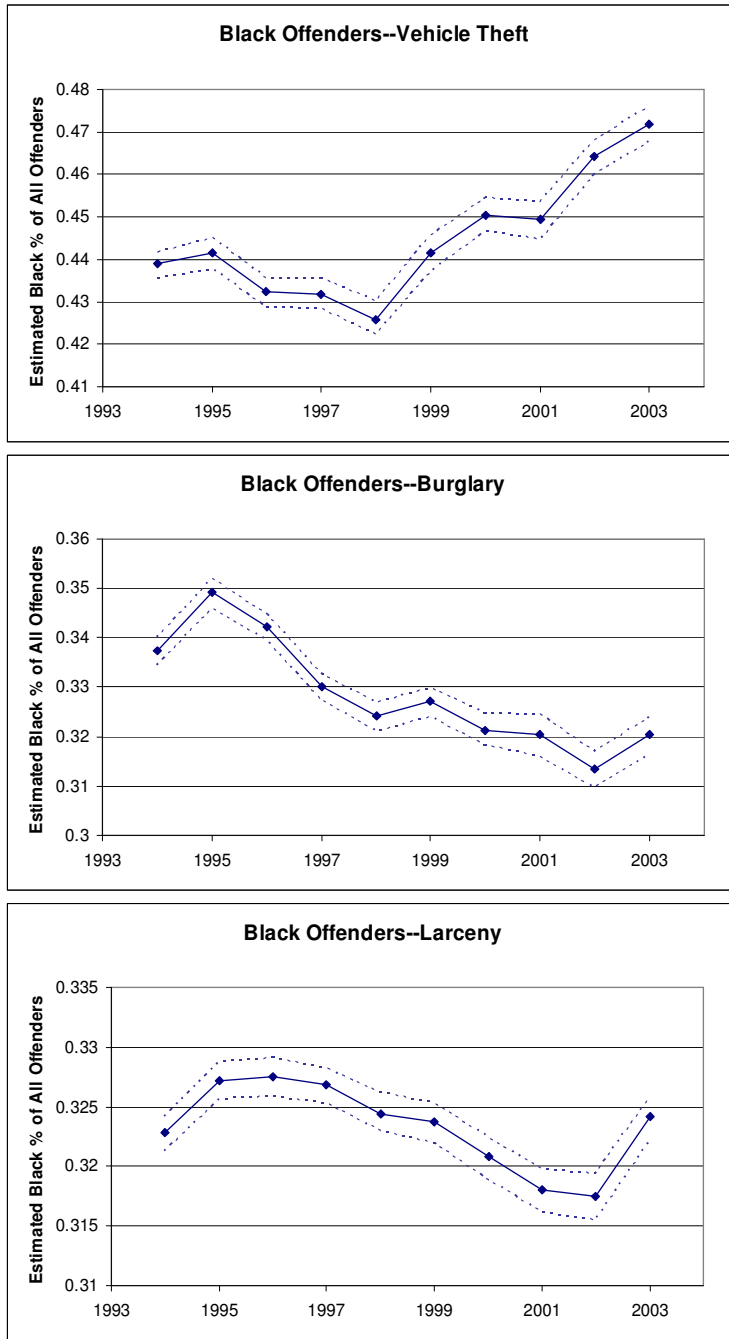 Black Offenders--Vehicle Theft
Estimated Black % of All Offenders
0.48
0.47
0.46
0.45
0.44
0.43
0.42
0.41
1993 1995 1997 1999 2001 2003
Black Offenders--Burglary
Estimated Black % of All Offenders
0.36
0.35
0.34
0.33
0.32
0.31
0.3
1993 1995 1997 1999 2001 2003
Black Offenders--Larceny
Estimated Black % of All Offenders
0.335
0.33
0.325
0.32
0.315
0.31
1993 1995 1997 1999 2001 2003